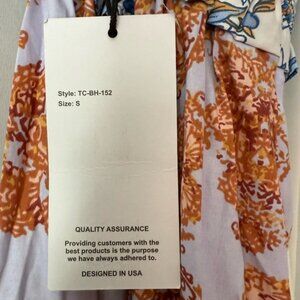 Style: TC-BH-152
Size: S
QUALITY ASSURANCE
Providing customers with the
best products is the purpose
we have always adhered to.
DESIGNED IN USA